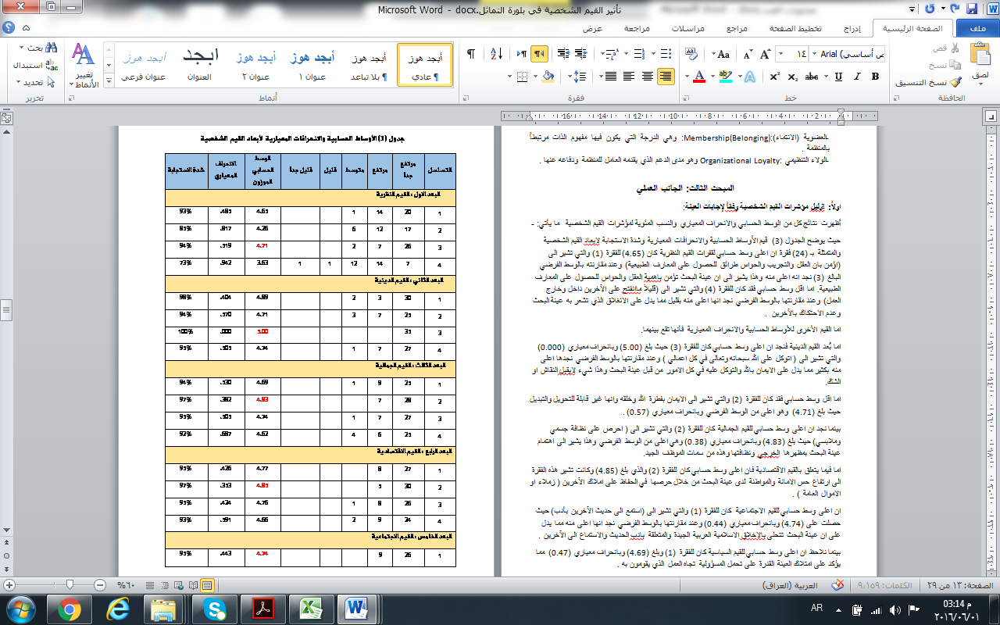 تأثير القيم الشخصية في بلورة التماثل.docx - Microsoft Word
ملف
الصفحة الرئيسية
إدراج
تخطيط الصفحة
مراجع
مراسلات
مراجعة
عرض
قص
نسخ
نسخ التنسيق
لصق
الحافظة
ص أساسي) Arial
١٤
خط
فقرة
أبجد هوز
¶ عادي
أبجد هوز
¶ بلا تباعد
أبجد هوز
عنوان ١
أبجد هوز
عنوان ٢
ابجد
العنوان
أبجد هوز
عنوان فرعي
تغيير الأنماط
أنماط
بحث
استبدال
تحديد
تحرير
-العضوية (الانتماء):Membership(Belonging): وهي الدرجة التي يكون فيها مفهوم الذات مرتبطاً
بالمنظمة .
-الولاء التنظيمي :Organizational Loyalty وهو مدى الدعم الذي يقدمه العامل للمنظمة ودفاعه عنها .
المبحث الثالث: الجانب العملي
اولاً: تحليل مؤشرات القيم الشخصية وفقاً لإجابات العينة:
أظهرت نتائج كل من الوسط الحسابي والانحراف المعياري والنسب المئوية لمؤشرات القيم الشخصية ما يأتي: -
حيث يوضح الجدول (3) قيم الأوساط الحسابية والانحرافات المعيارية وشدة الاستجابة لابعاد القيم الشخصية
والمتمثلة بـ (24) فقرة ان اعلى وسط حسابي لفقرات القيم النظرية كان (4.65) للفقرة (1) والتي تشير الى
(اؤمن بان العقل والتجريب والحواس طرائق للحصول على المعارف الطبيعية) وعند مقارنته بالوسط الفرضي
البالغ (3) نجد انه اعلى منه وهذا يشير الى ان عينة البحث تؤمن باهمية العقل والحواس للحصول على المعارف
الطبيعية. اما اقل وسط حسابي فقد كان للفقرة (4) والتي تشير الى (قليلاً ماانفتح على الأخرين داخل وخارج
العمل) وعند مقارنتها بالوسط الفرضي نجد انها اعلى منه بقليل مما يدل على الانغلاق الذي تشعر به عينة البحث
وعدم الاحتكاك بالآخرين .
اما القيم الأخرى للأوساط الحسابية والانحراف المعيارية فأنها تقع بينهما.
اما بُعد القيم الدينية فنجد ان اعلى وسط حسابي كان للفقرة (3) حيث بلغ (5.00) وبانحراف معياري (0.000)
والتي تشير الى ( اتوكل على الله سبحانه وتعالى في كل اعمالي ) وعند مقارنتها بالوسط الفرضي نجدها اعلى
منه بكثير مما يدل على الايمان بالله والتوكل عليه في كل الامور من قبل عينة البحث وهذا شيء لايقبل النقاش او
الشك.
اما اقل وسط حسابي فقد كان للفقرة (2) والتي تشير الى الايمان بفطرة الله وخلقه وانها غير قابلة للتحويل والتبديل
حيث بلغ (4.71) وهو اعلى من الوسط الفرضي وبانحراف معياري (0.57) .
بينما نجد ان اعلى وسط حسابي للقيم الجمالية كان للفقرة (2) والتي تشير الى ( احرص على نظافة جسمي
وملابسي) حيث بلغ (4.83) وبانحراف معياري (0.38) وهي اعلى من الوسط الفرضي وهذا يشير الى اهتمام
عينة البحث بمظهرها الخرجي ونظافتها وهذه من سمات الموظف الجيد.
اما فيما يتعلق بالقيم الاقتصادية فان اعلى وسط حسابي كان للفقرة (2) والذي بلغ (4.85) وكانت تشير هذه الفقرة
الى ارتفاع حس الامانة والمواطنة لدى عينة البحث من خلال حرصها في الحفاظ على املاك الآخرين ( زملاء او
الاموال العامة ) .
ان اعلى وسط حسابي للقيم الاجتماعية كان للفقرة (1) والتي تشير الى (استمع الى حديث الآخرين بأدب) حيث
حصلت على (4.74) وبانحراف معياري (0.44) وعند مقارنتها بالوسط الفرضي نجد انها اعلى منه مما يدل
على ان عينة البحث تتحلى بالاخلاق الاسلامية العربية الجيدة والمتعلقة بادب الحديث والاستماع الى الآخرين .
بينما نلاحظ ان اعلى وسط حسابي للقيم السياسية كان للفقرة (1) وبلغ (4.69) وبانحراف معياري (0.47) مما
يؤكد على امتلاك العينة القدرة على تحمل المسؤولية تجاه العمل الذي يقومون به .
جدول (3) الأوساط الحسابية والانحرافات المعيارية لأبعاد القيم الشخصية
التسلسل مرتفع جداً مرتفع متوسط قليل قليل جداً الوسط الحسابي الموزون الانحراف المعياري شدة الاستجابة
البعد الاول : القيم النظرية
1 20 14 1 4.65 .485 93%
2 17 12 6 4.26 .817 85%
3 26 7 2 4.71 .519 94%
4 7 14 12 1 1 3.63 .942 73%
البعد الثاني : القيم الدينية
1 30 3 2 4.89 .404 98%
2 25 7 3 4.71 .570 94%
3 35 5.00 .000 100%
4 27 7 1 4.74 .505 95%
البعد الثالث : القيم الجمالية
1 25 9 1 4.69 .530 94%
2 28 7 4.83 .382 97%
3 27 7 1 4.74 .505 95%
4 25 6 4 4.62 .687 92%
البعد الرابع : القيم الاقتصادية
1 27 8 4.77 .426 95%
2 30 5 4.85 .353 97%
3 26 8 1 4.76 .434 95%
4 24 9 2 4.66 .591 93%
البعد الخامس : القيم الاجتماعية
1 26 9 4.74 .443 95%
الصفحة: ١٣ من ٢٩
الكلمات: ٩،١٥٩
العربية (العراق)
٦٠%
AR
03:14 م
٢٠١٦/٠٦/٠١